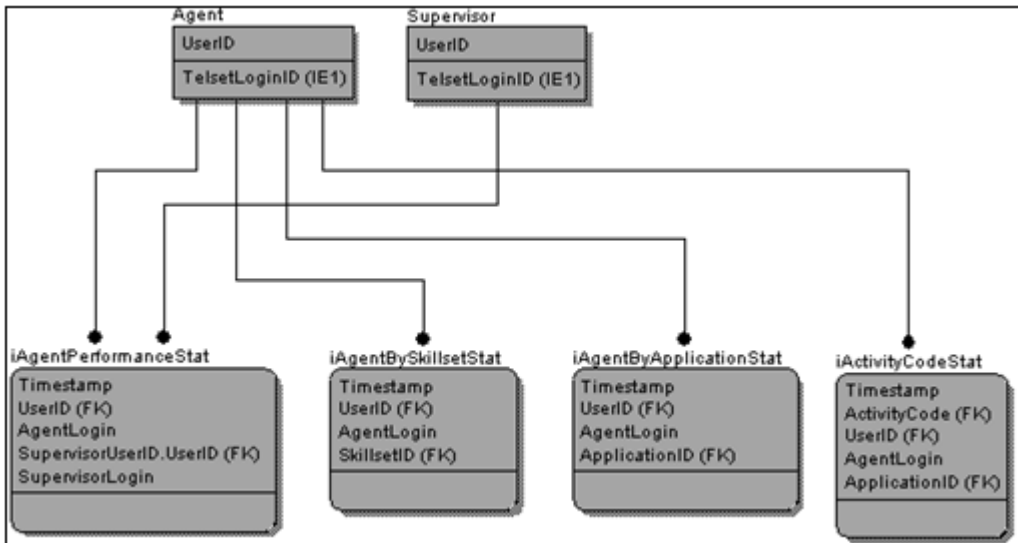 Agent
UserID
TelsetLoginID (IE1)
Supervisor
UserID
TelsetLoginID (IE1)
iAgentPerformanceStat
Timestamp
UserID (FK)
AgentLogin
SupervisorUserID.UserID (FK)
SupervisorLogin
iAgentBySkillsetStat
Timestamp
UserID (FK)
AgentLogin
SkillsetID (FK)
iAgentByApplicationStat
Timestamp
UserID (FK)
AgentLogin
ApplicationID (FK)
iActivityCodeStat
Timestamp
ActivityCode (FK)
UserID (FK)
AgentLogin
ApplicationID (FK)